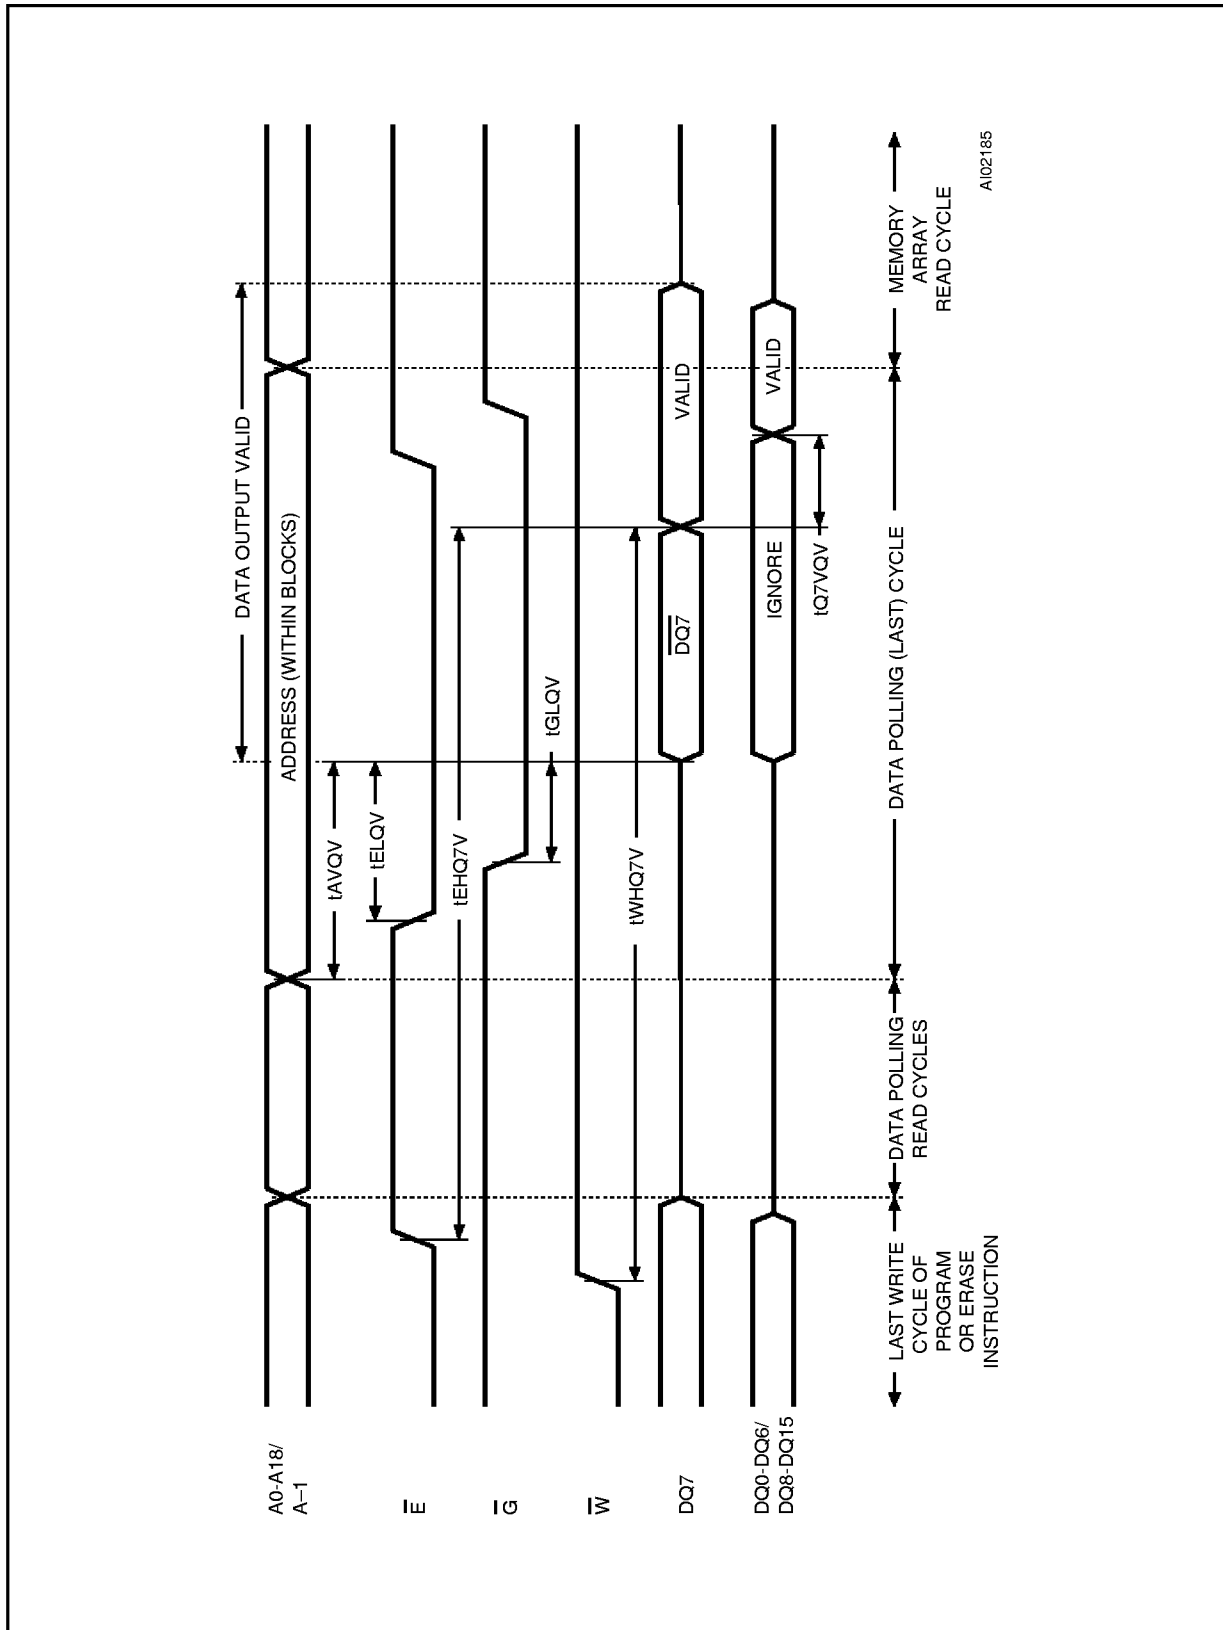 A0-A18/
A–1
ADDRESS (WITHIN BLOCKS)
DATA OUTPUT VALID
tAVQV
tELQV
E
tEHQ7V
G
tGLQV
W
tWHQ7V
DQ7
DQ7
VALID
DQ0-DQ6/
DQ8-DQ15
IGNORE
VALID
tQ7VQV
LAST WRITE
CYCLE OF
PROGRAM
OR ERASE
INSTRUCTION
DATA POLLING
READ CYCLES
DATA POLLING (LAST) CYCLE
MEMORY
ARRAY
READ CYCLE
AI02185